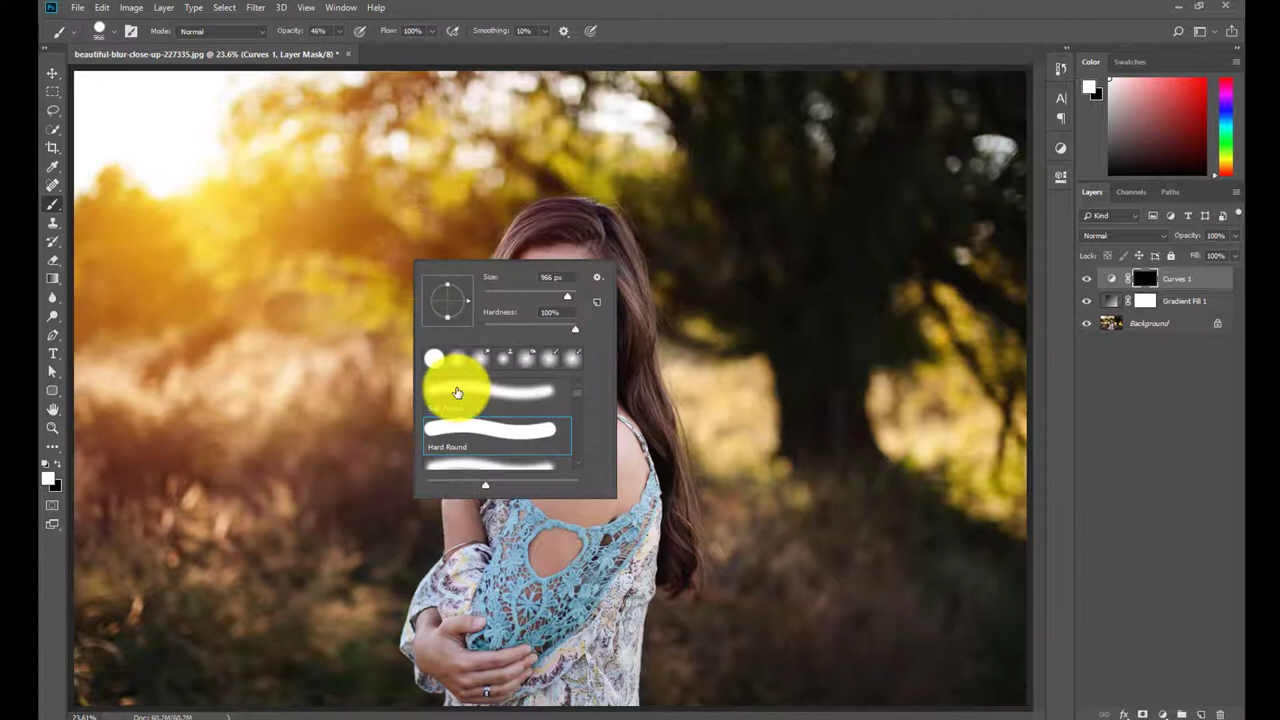 Ps File Edit Image Layer Type Select Filter 3D View Window Help
966 Mode: Normal Opacity: 46% Flow: 100% Smoothing: 10%
beautiful-blur-close-up-227335.jpg @ 23.6% (Curves 1, Layer Mask/8) * ×
Color Swatches
Layers Channels Paths
Kind
Normal Opacity: 100%
Locks: Fill: 100%
Curves 1
Gradient Fill 1
Background
Size: 966 px
Hardness: 100%
Hard Round
23.61% Doc: 60.2M/60.2M